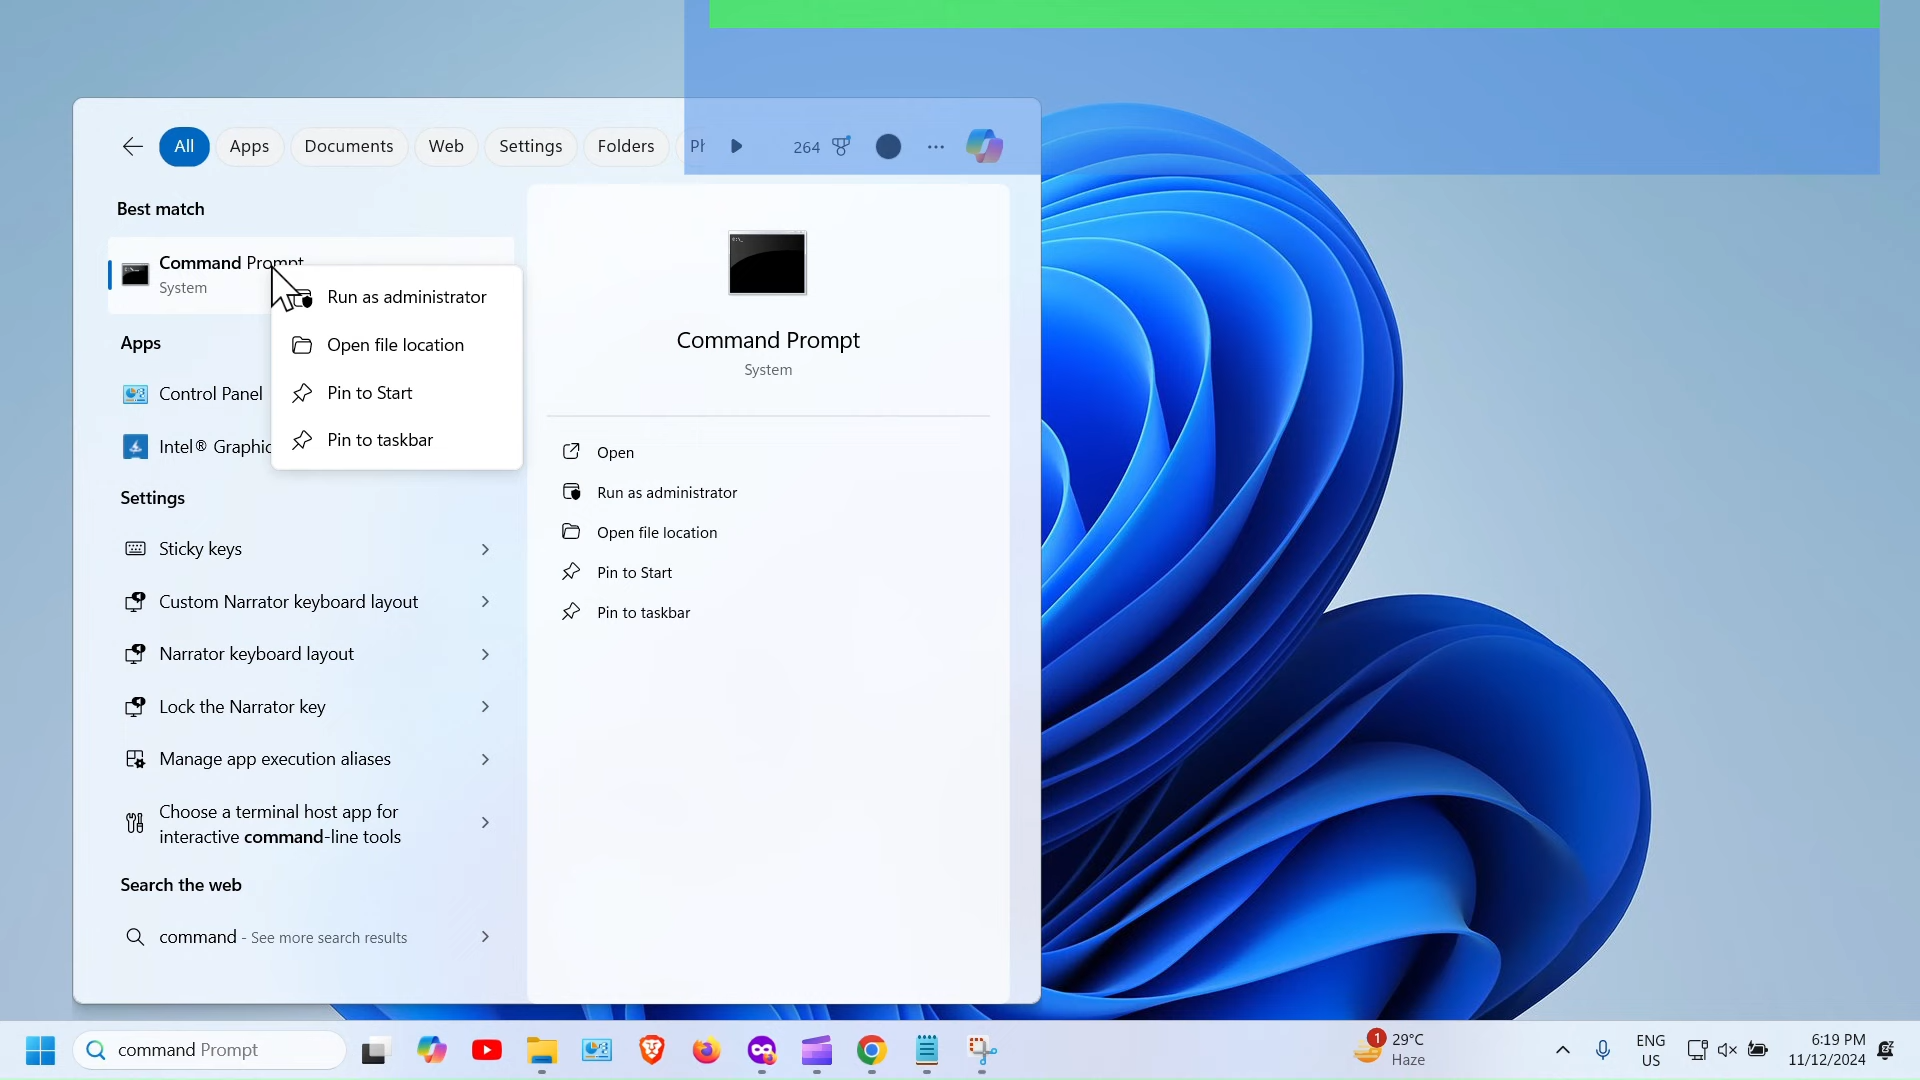 All
Apps
Documents
Web
Settings
Folders
264
Best match
Command Prompt
System
Run as administrator
Open file location
Pin to Start
Pin to taskbar
Apps
Control Panel
Intel® Graphic
Settings
Sticky keys
Custom Narrator keyboard layout
Narrator keyboard layout
Lock the Narrator key
Manage app execution aliases
Choose a terminal host app for
interactive command-line tools
Search the web
command - See more search results
Command Prompt
System
Open
Run as administrator
Open file location
Pin to Start
Pin to taskbar
command Prompt
1
29°C
Haze
ENG
US
6:19 PM
11/12/2024